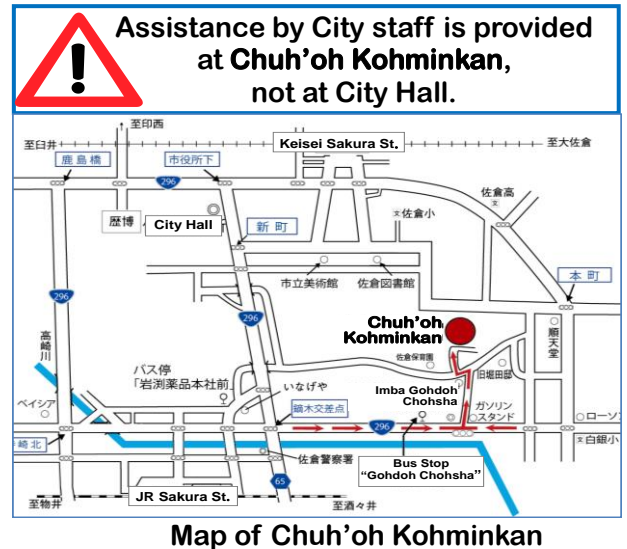 Assistance by City staff is provided
at Chuh'oh Kohminkan,
not at City Hall.
至印西
至臼井
Keisei Sakura St.
至大佐倉
鹿島橋
市役所下
296
佐倉高
文
歴博
City Hall
新町
文佐倉小
市立美術館
佐倉図書館
本町
296
296
Chuh'oh
Kohminkan
高崎川
佐倉保育園
順天堂
バス停
「岩渕薬品本社前」
いなげや
Imba Gohdoh
Chohsha
旧堀田邸
ベイシア
鏑木交差点
296
ガソリン
スタンド
ローソ
崎北
文白銀小
佐倉警察署
Bus Stop
"Gohdoh Chohsha"
65
至物井
JR Sakura St.
至酒々井
Map of Chuh'oh Kohminkan